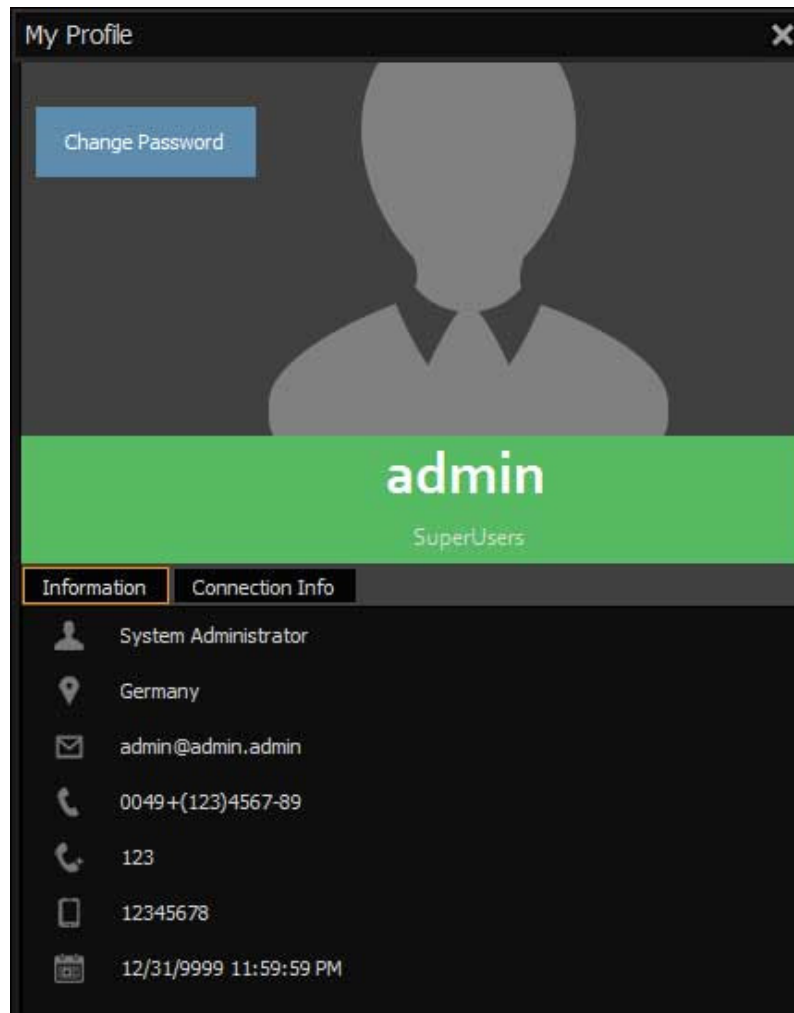 My Profile
Change Password
admin
SuperUsers
Information Connection Info
System Administrator
Germany
admin@admin.admin
0049+(123)4567-89
123
12345678
12/31/9999 11:59:59 PM